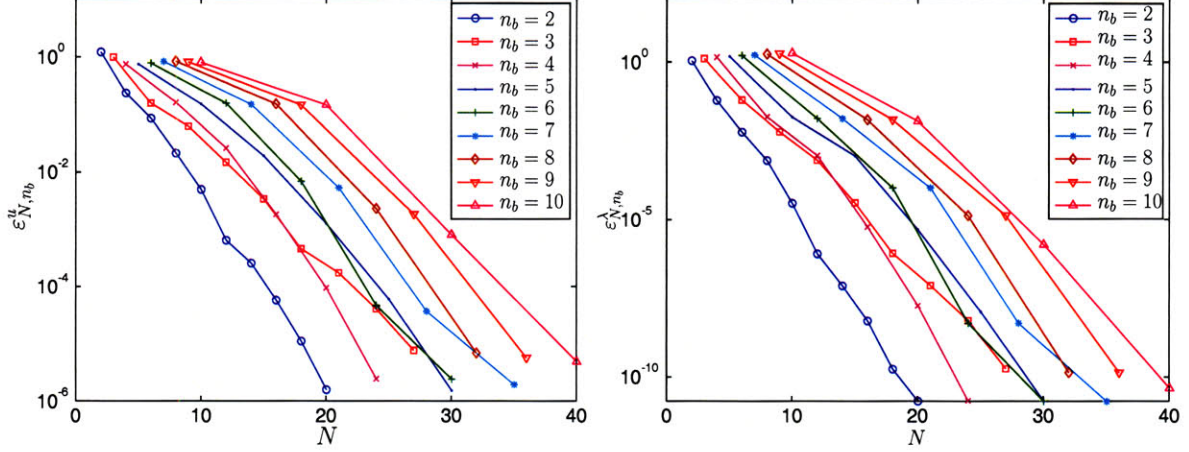 10^0
10^-2
10^-4
10^-6
ε^u_{N,n_b}
0 10 20 30 40
N
n_b = 2
n_b = 3
n_b = 4
n_b = 5
n_b = 6
n_b = 7
n_b = 8
n_b = 9
n_b = 10
10^0
10^-5
10^-10
ε^λ_{N,n_b}
0 10 20 30 40
N
n_b = 2
n_b = 3
n_b = 4
n_b = 5
n_b = 6
n_b = 7
n_b = 8
n_b = 9
n_b = 10